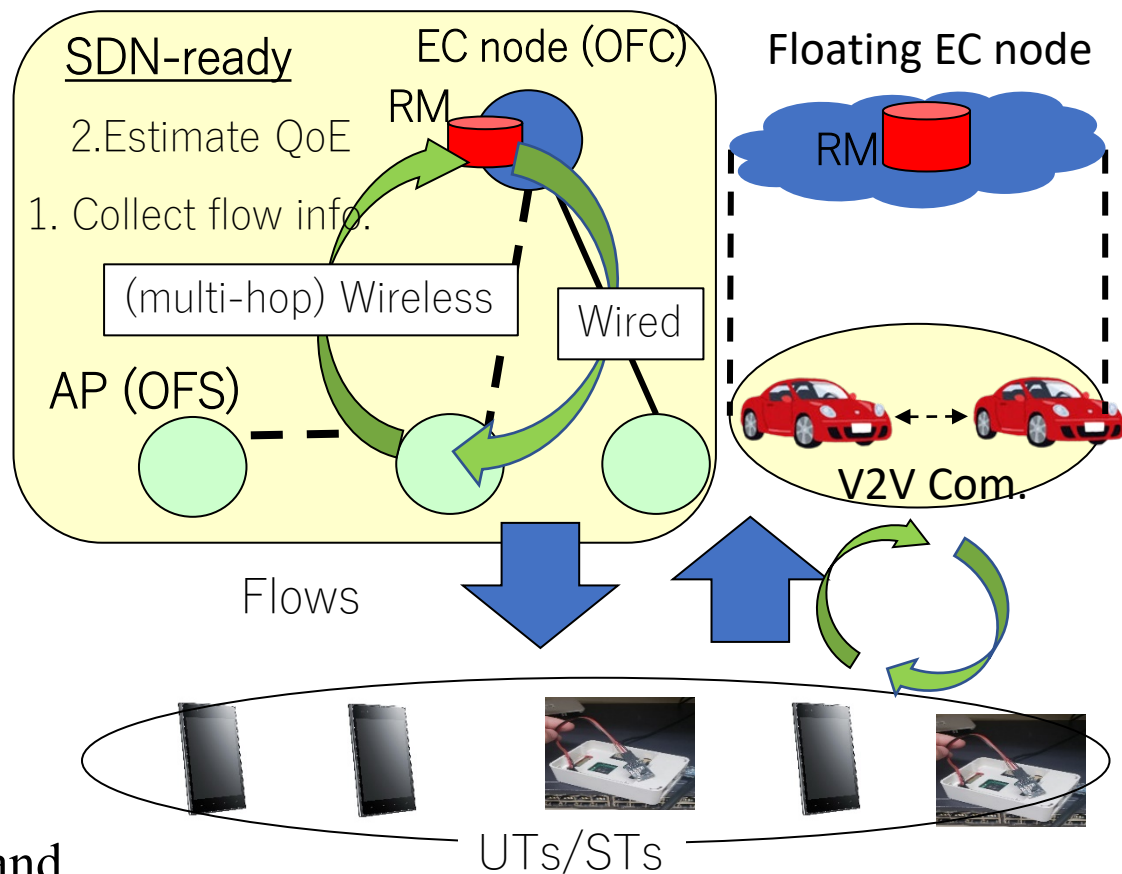 SDN-ready
EC node (OFC)
Floating EC node
RM
2.Estimate QoE
RM
1. Collect flow info.
(multi-hop) Wireless
Wired
AP (OFS)
V2V Com.
Flows
UTs/STs
and